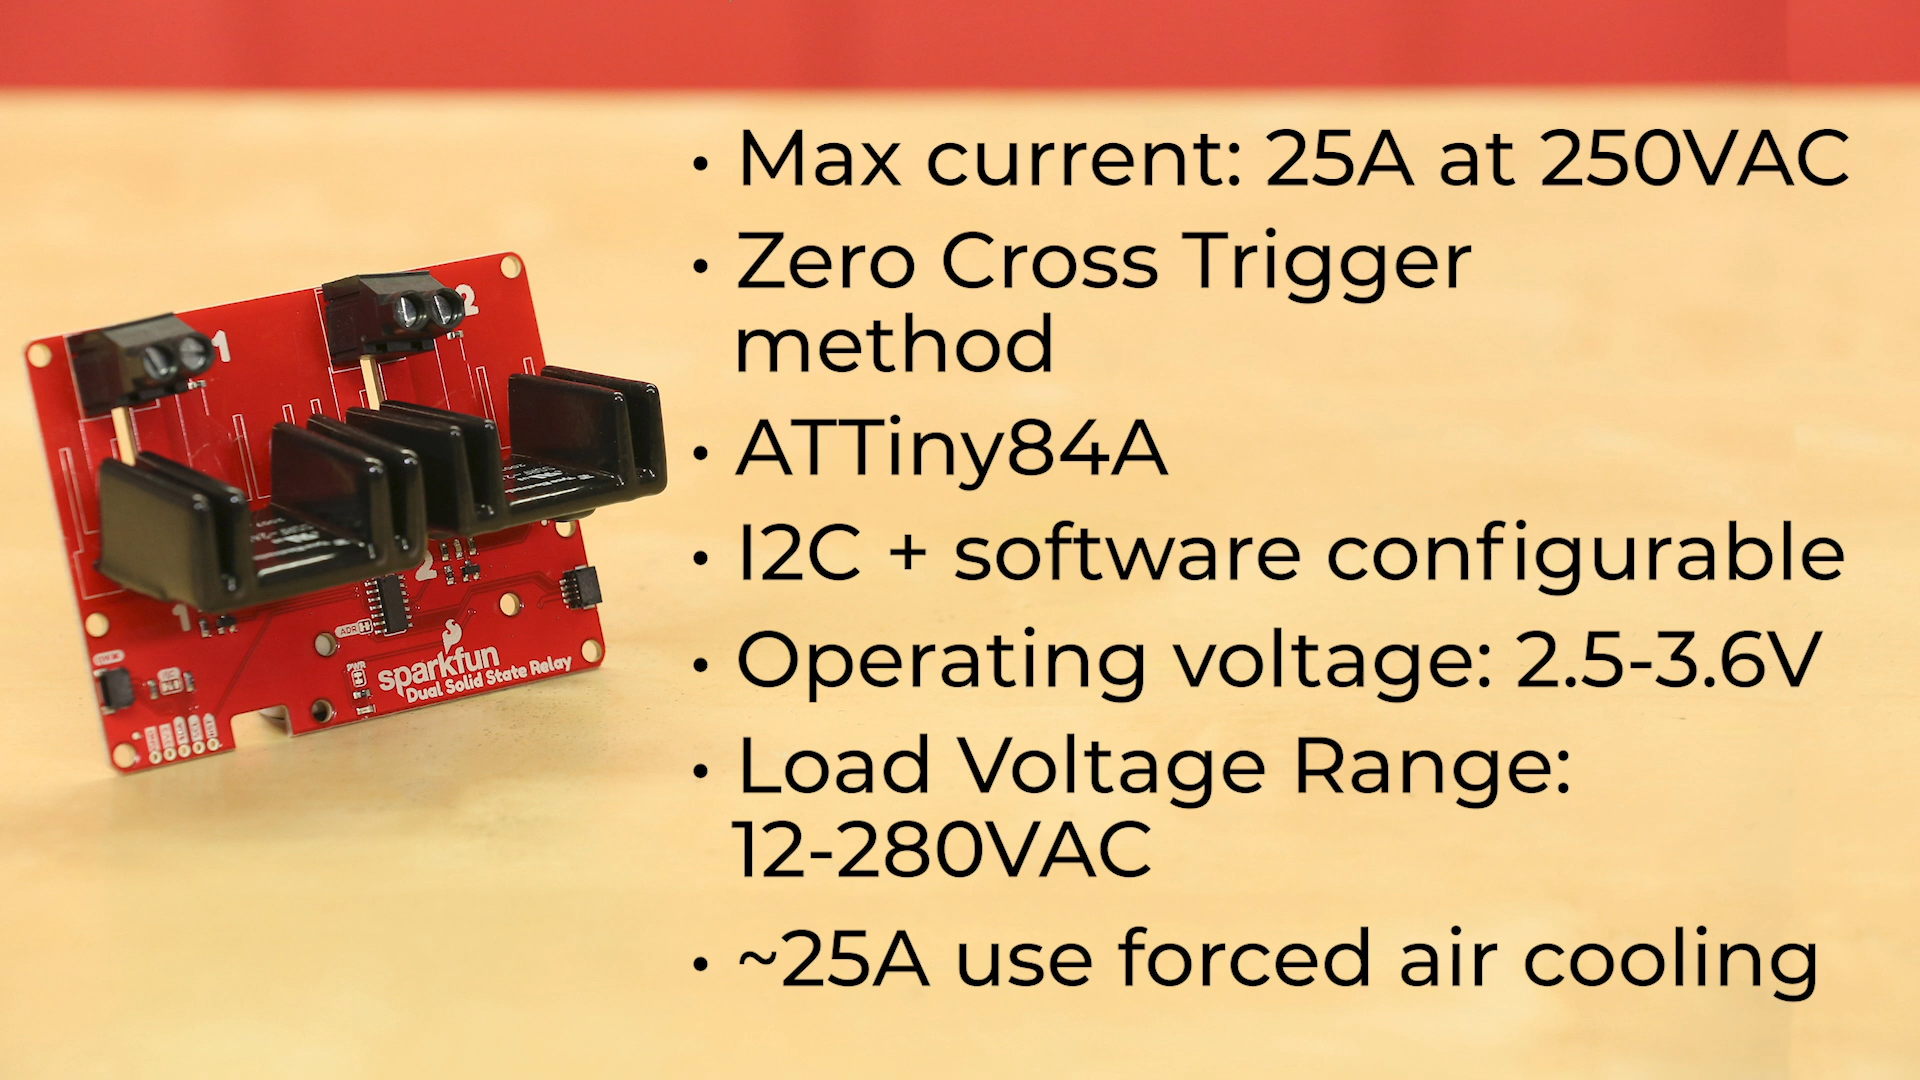 • Max current: 25A at 250VAC
• Zero Cross Trigger
method
• ATTiny84A
• I2C + software configurable
• Operating voltage: 2.5-3.6V
• Load Voltage Range:
12-280VAC
• ~25A use forced air cooling
1
2
2
1
ADR
PWR
sparkfun
Dual Solid State Relay